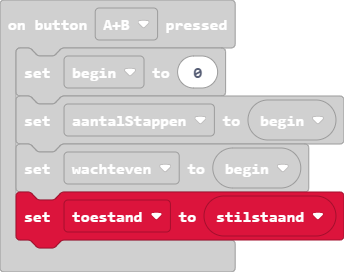 on button A+B pressed
set begin to 0
set aantalStappen to begin
set wachteven to begin
set toestand to stilstaand